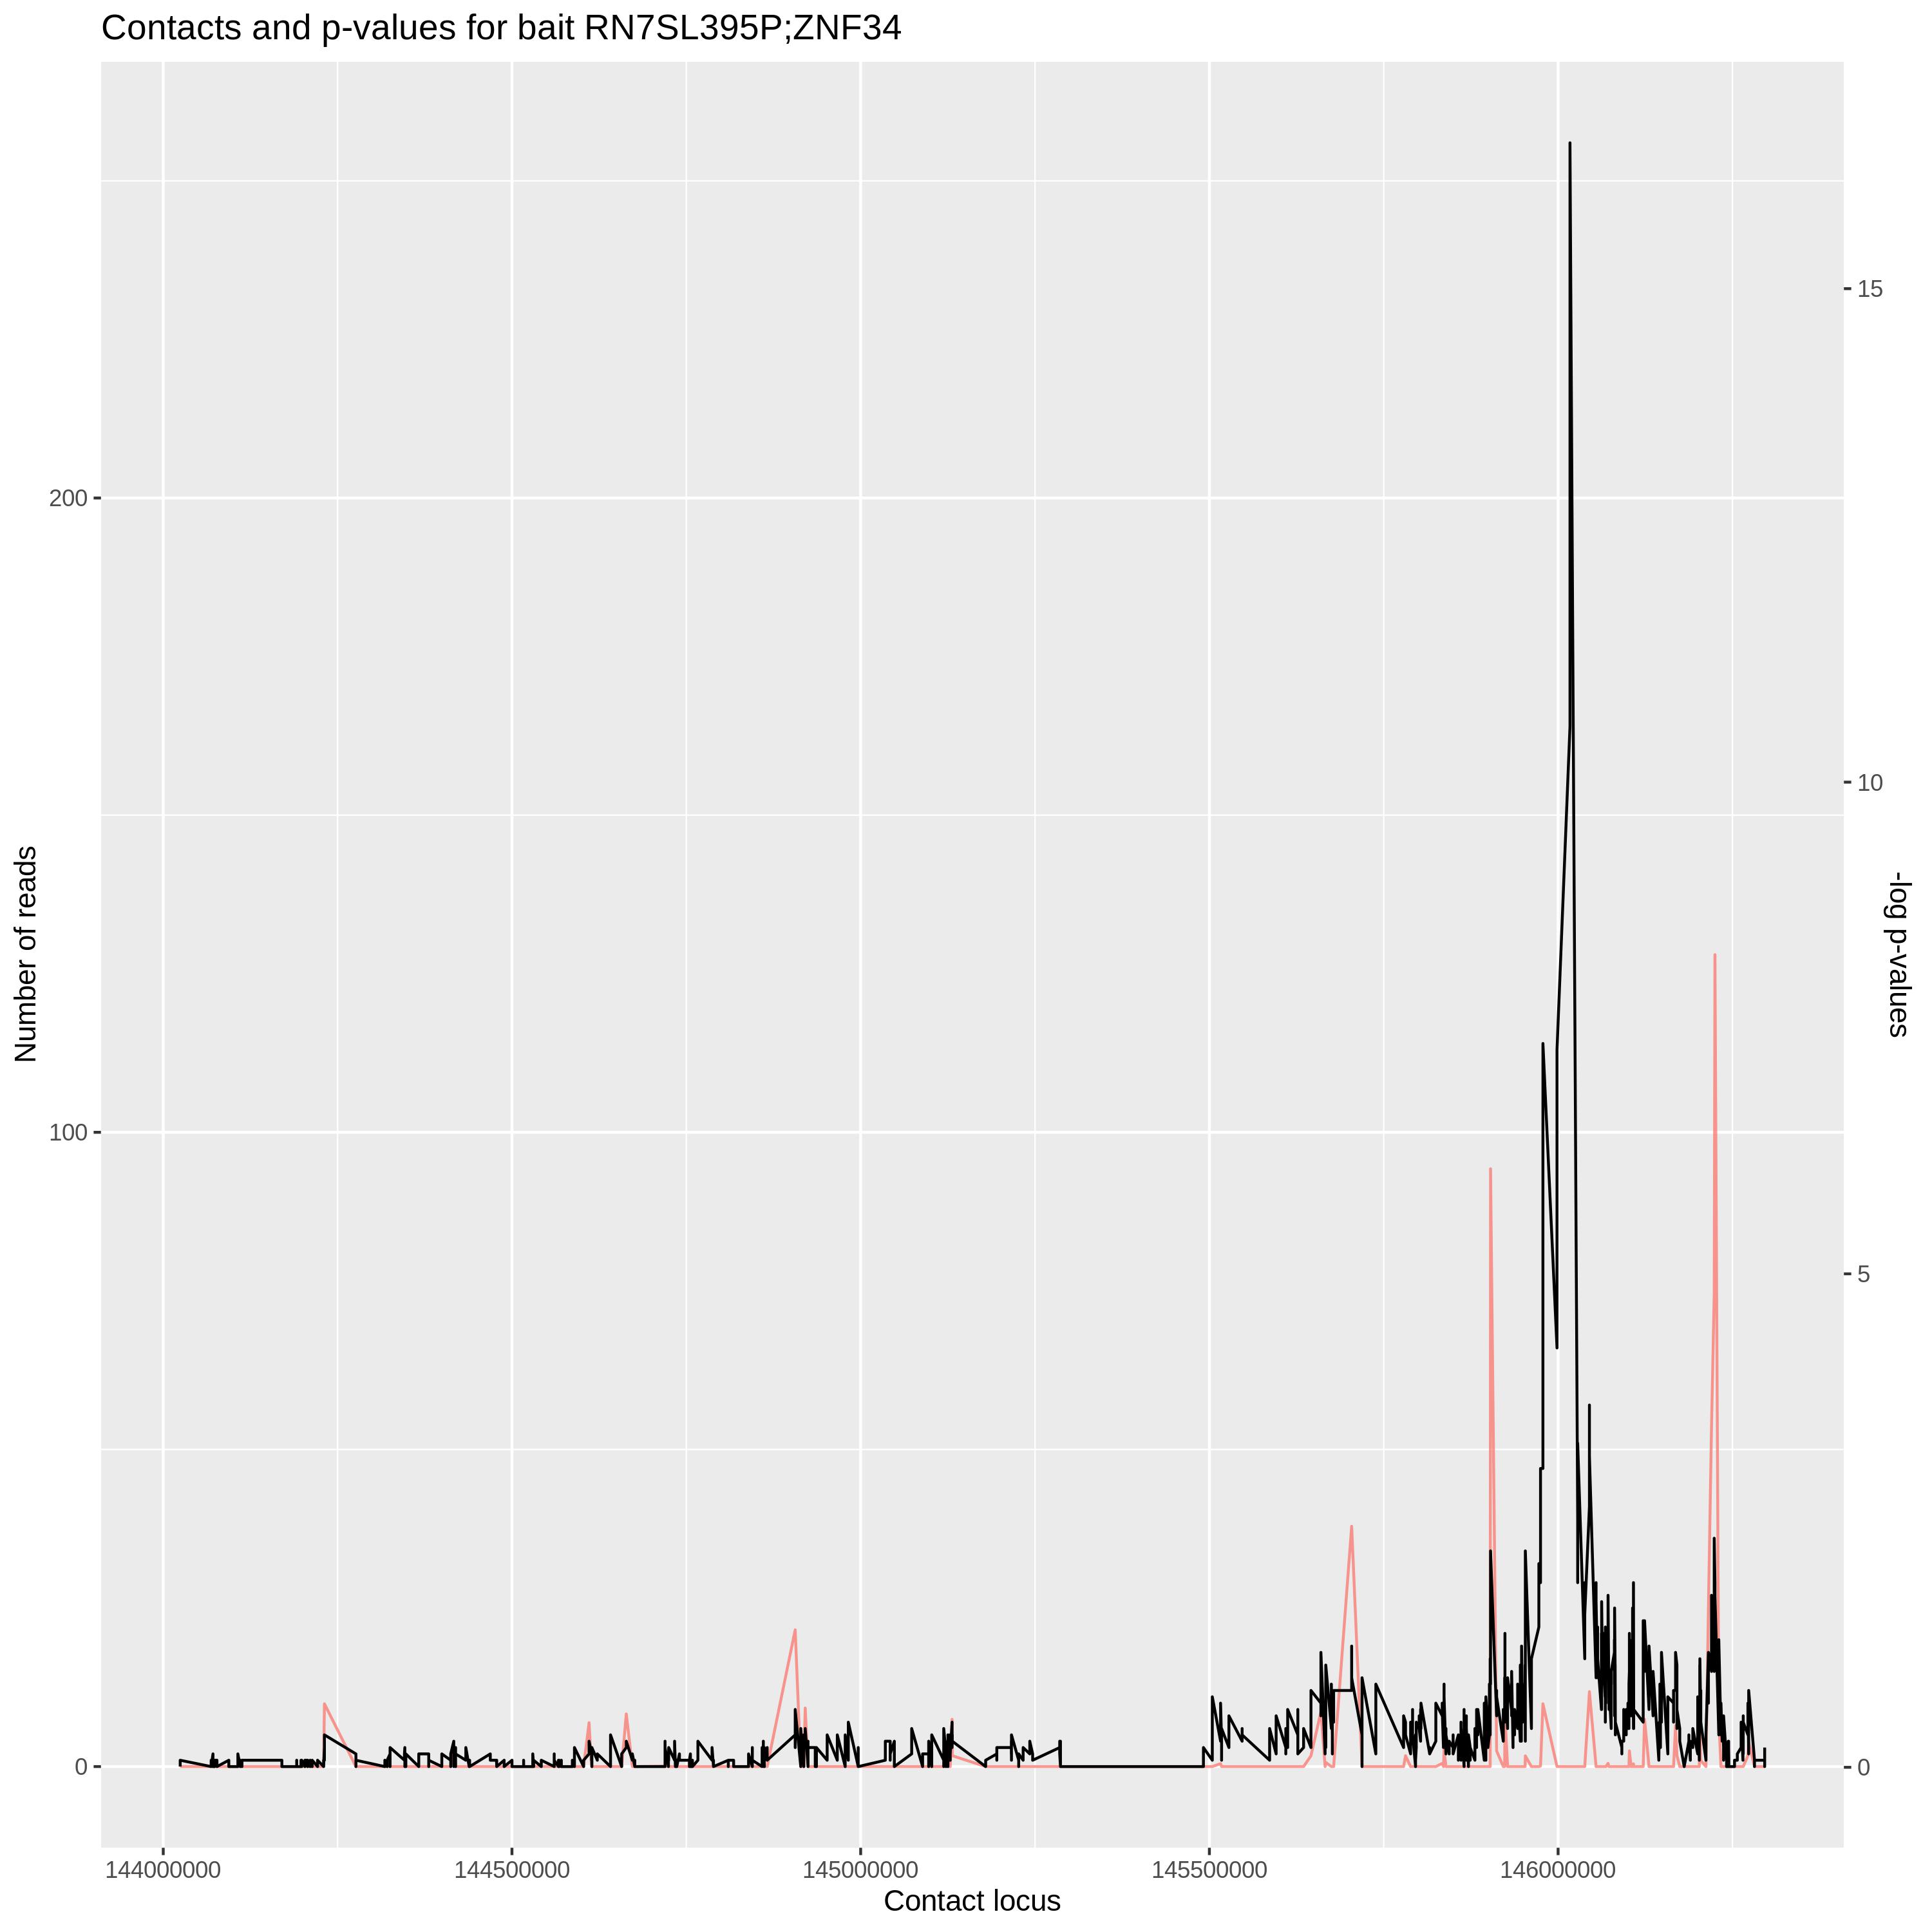 Contacts and p-values for bait RN7SL395P;ZNF34
Number of reads
200
100
0
15
10
5
0
-log p-values
144000000 144500000 145000000 145500000 146000000
Contact locus